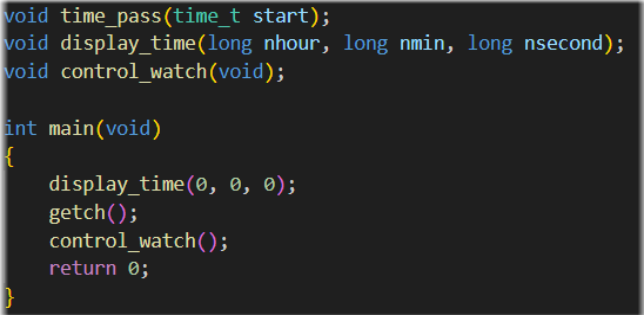 void time_pass(time_t start);
void display_time(long nhour, long nmin, long nsecond);
void control_watch(void);
int main(void)
{
    display_time(0, 0, 0);
    getch();
    control_watch();
    return 0;
}